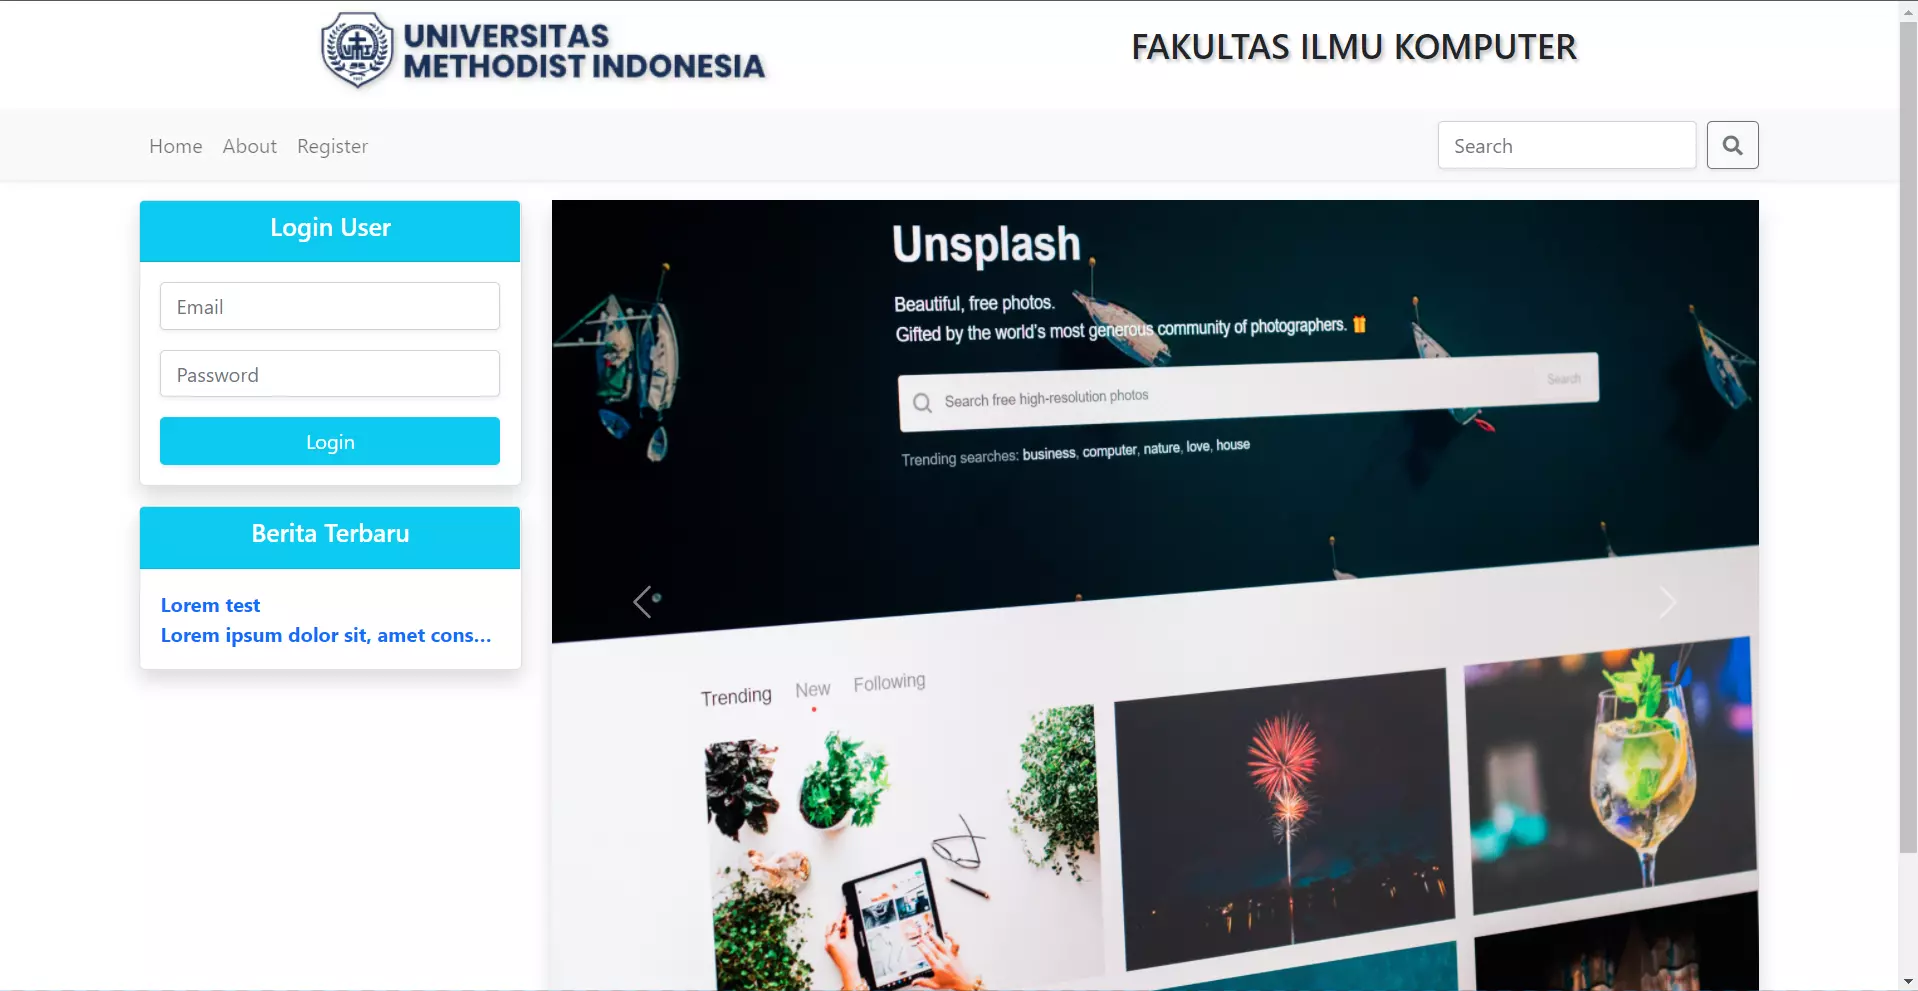 UNIVERSITAS
METHODIST INDONESIA
FAKULTAS ILMU KOMPUTER
Home About Register
Search
Login User
Email
Password
Login
Berita Terbaru
Lorem test
Lorem ipsum dolor sit, amet cons...
Unsplash
Beautiful, free photos.
Gifted by the world's most generous community of photographers. 🎁
Search free high-resolution photos Search
Trending searches: business, computer, nature, love, house
Trending New Following